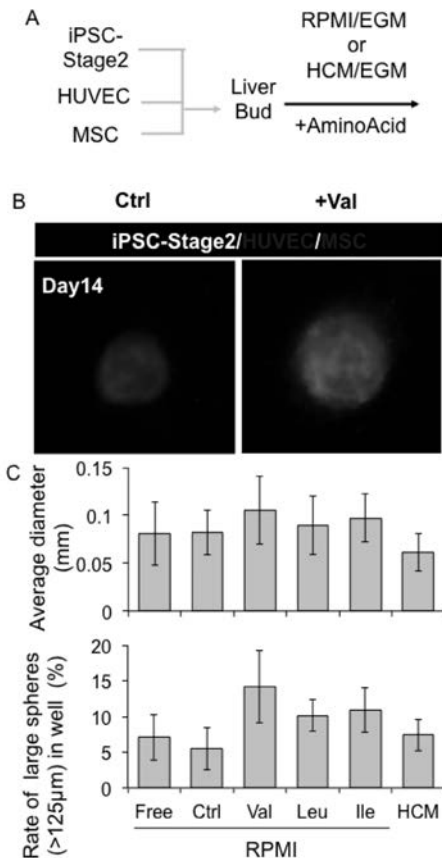 A
iPSC-
Stage2
HUVEC
MSC
Liver
Bud
RPMI/EGM
or
HCM/EGM
+AminoAcid
B
Ctrl
+Val
iPSC-Stage2/HUVEC/MSC
Day14
C
Average diameter
(mm)
0.15
0.1
0.05
0
Rate of large spheres
(>125μm) in well (%)
20
15
10
5
0
Free Ctrl Val Leu Ile HCM
RPMI